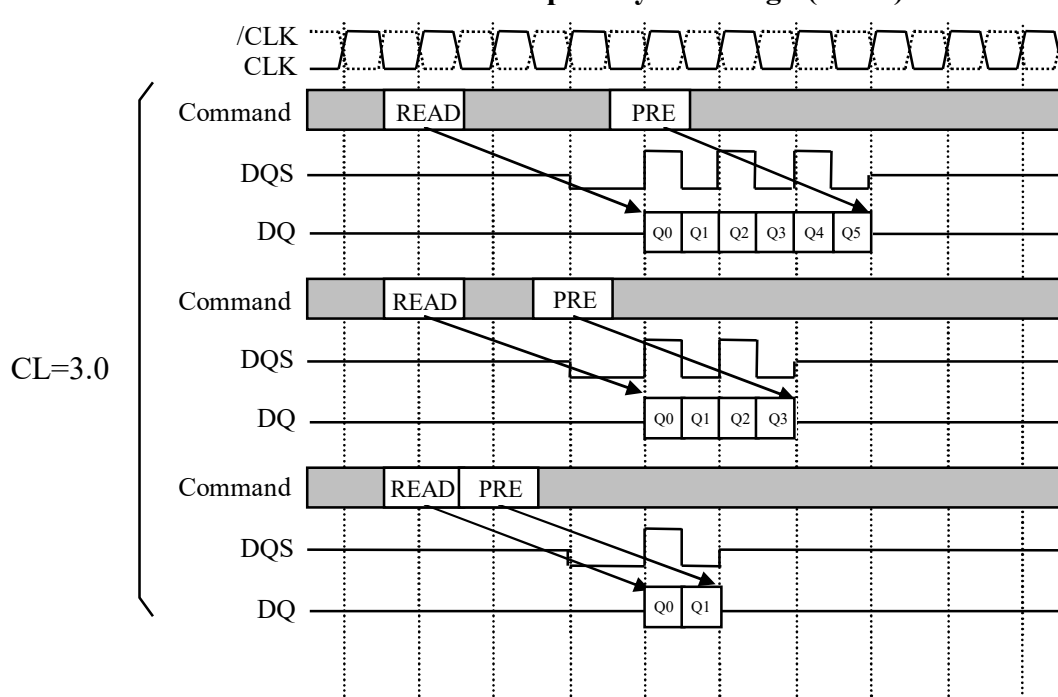 /CLK
CLK
Command READ PRE
DQS
DQ Q0 Q1 Q2 Q3 Q4 Q5
Command READ PRE
DQS
CL=3.0
DQ Q0 Q1 Q2 Q3
Command READ PRE
DQS
DQ Q0 Q1